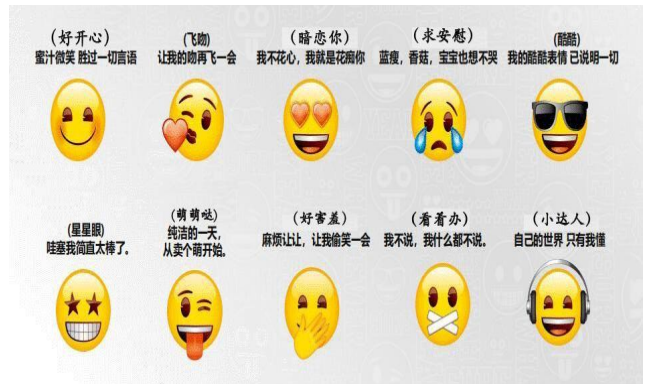 （好开心）
蜜汁微笑 胜过一切言语
(飞吻)
让我的吻再飞一会
（暗恋你）
我不花心，我就是花痴你
（求安慰）
蓝瘦，香菇，宝宝也想不哭
(酷酷)
我的酷酷表情 已说明一切
(星星眼)
哇塞我简直太棒了。
（萌萌哒）
纯洁的一天，
从卖个萌开始。
（好害羞）
麻烦让让，让我偷笑一会
（看着办）
我不说，我什么都不说。
（小达人）
自己的世界 只有我懂